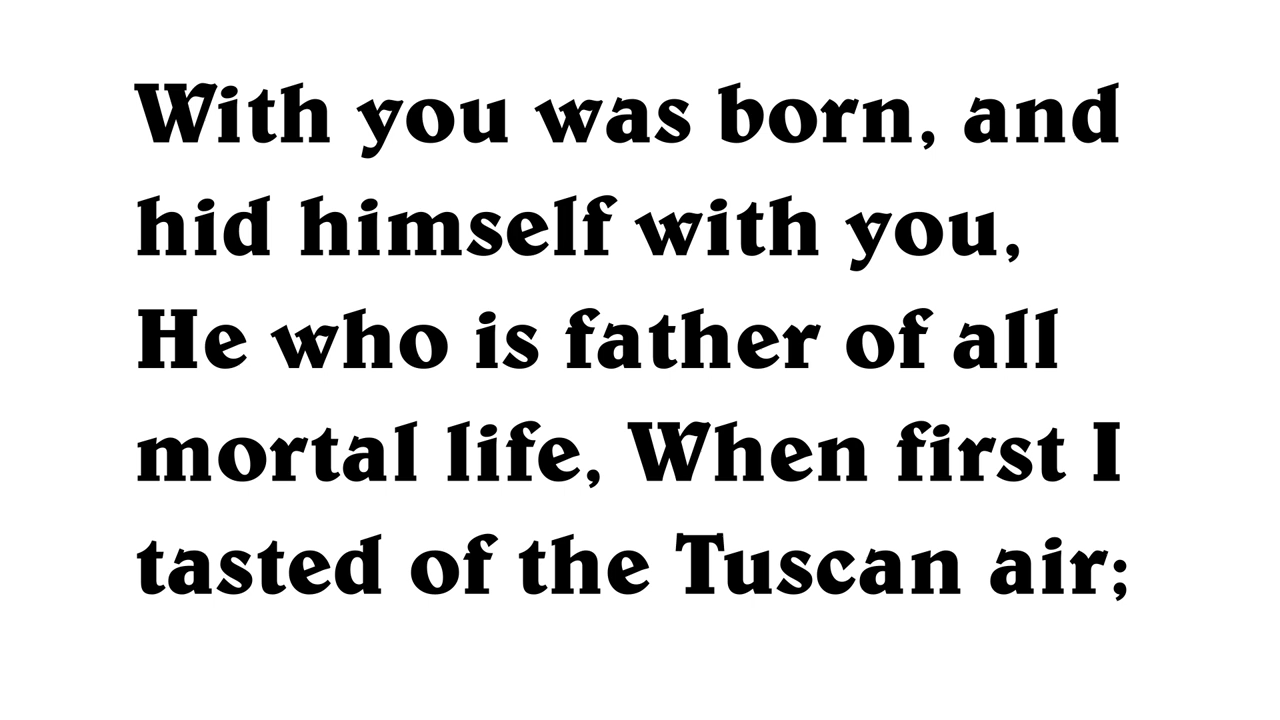 With you was born, and
hid himself with you,
He who is father of all
mortal life, When first I
tasted of the Tuscan air;